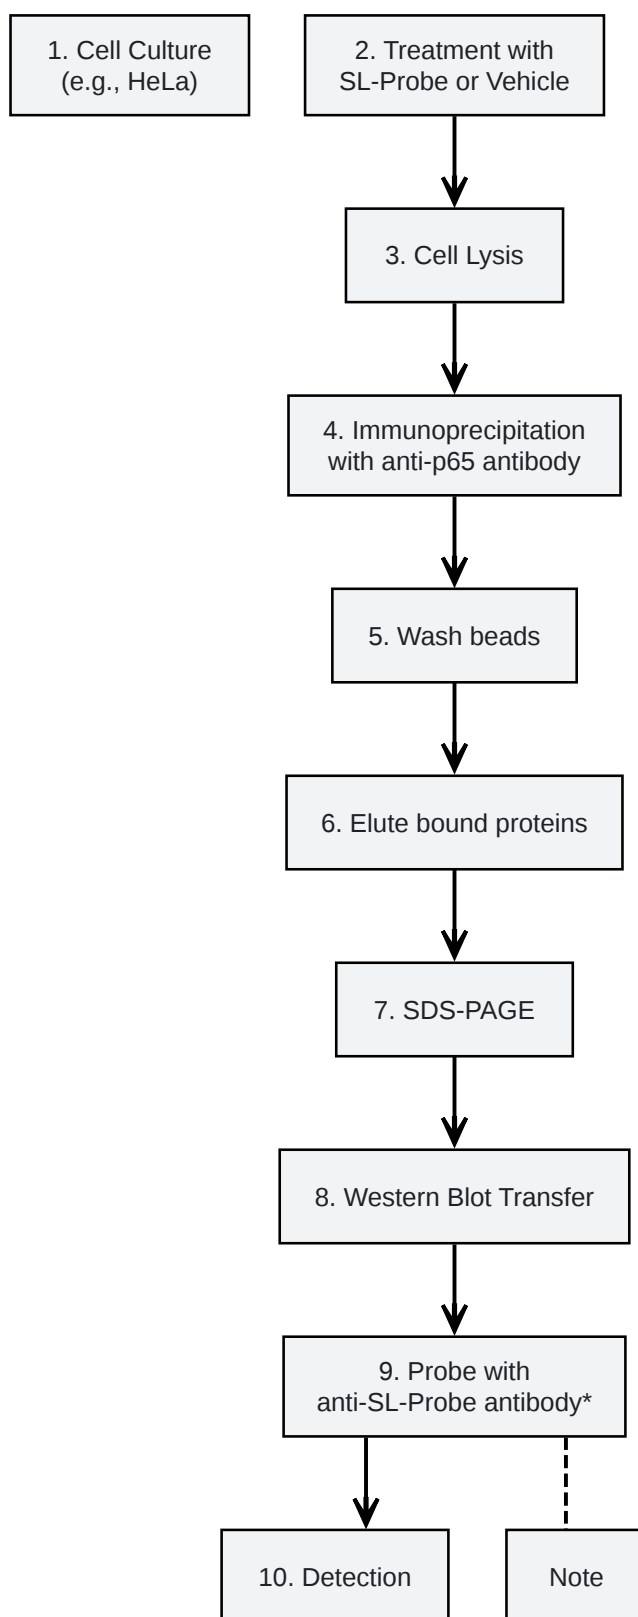 1. Cell Culture
(e.g., HeLa)
2. Treatment with
SL-Probe or Vehicle
3. Cell Lysis
4. Immunoprecipitation
with anti-p65 antibody
5. Wash beads
6. Elute bound proteins
7. SDS-PAGE
8. Western Blot Transfer
9. Probe with
anti-SL-Probe antibody*
10. Detection
Note